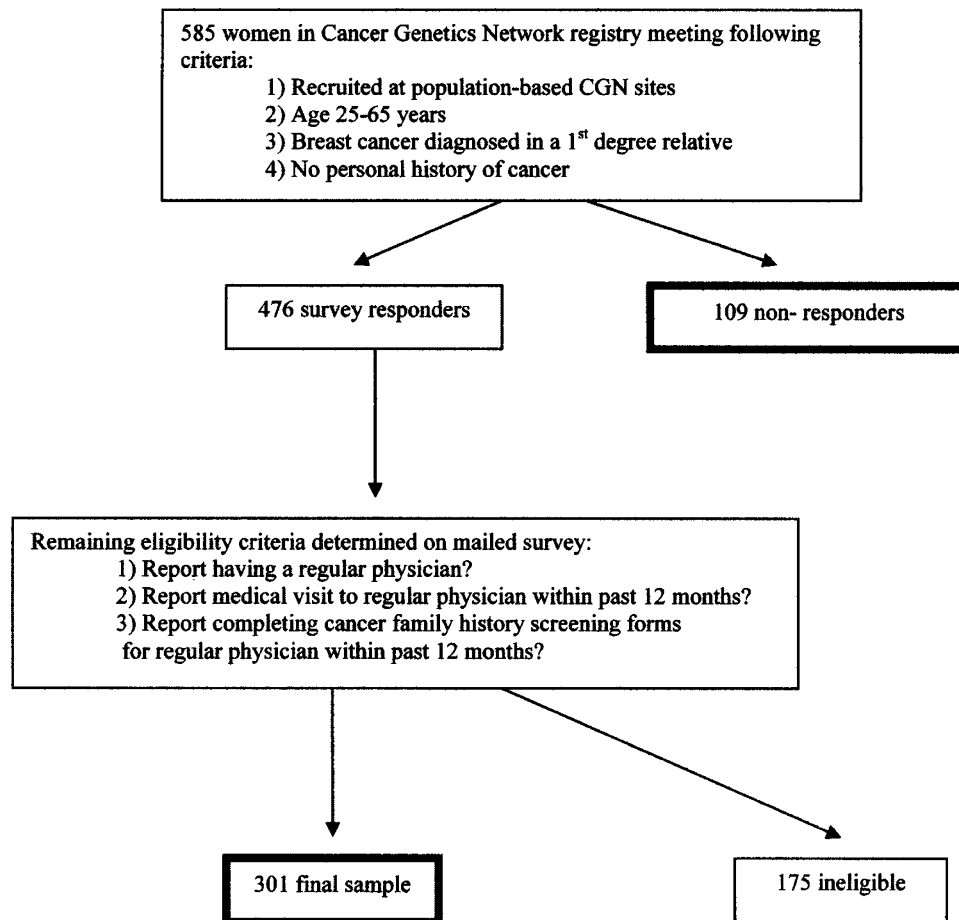 585 women in Cancer Genetics Network registry meeting following
criteria:
1) Recruited at population-based CGN sites
2) Age 25-65 years
3) Breast cancer diagnosed in a 1st degree relative
4) No personal history of cancer
476 survey responders
109 non- responders
Remaining eligibility criteria determined on mailed survey:
1) Report having a regular physician?
2) Report medical visit to regular physician within past 12 months?
3) Report completing cancer family history screening forms
for regular physician within past 12 months?
301 final sample
175 ineligible